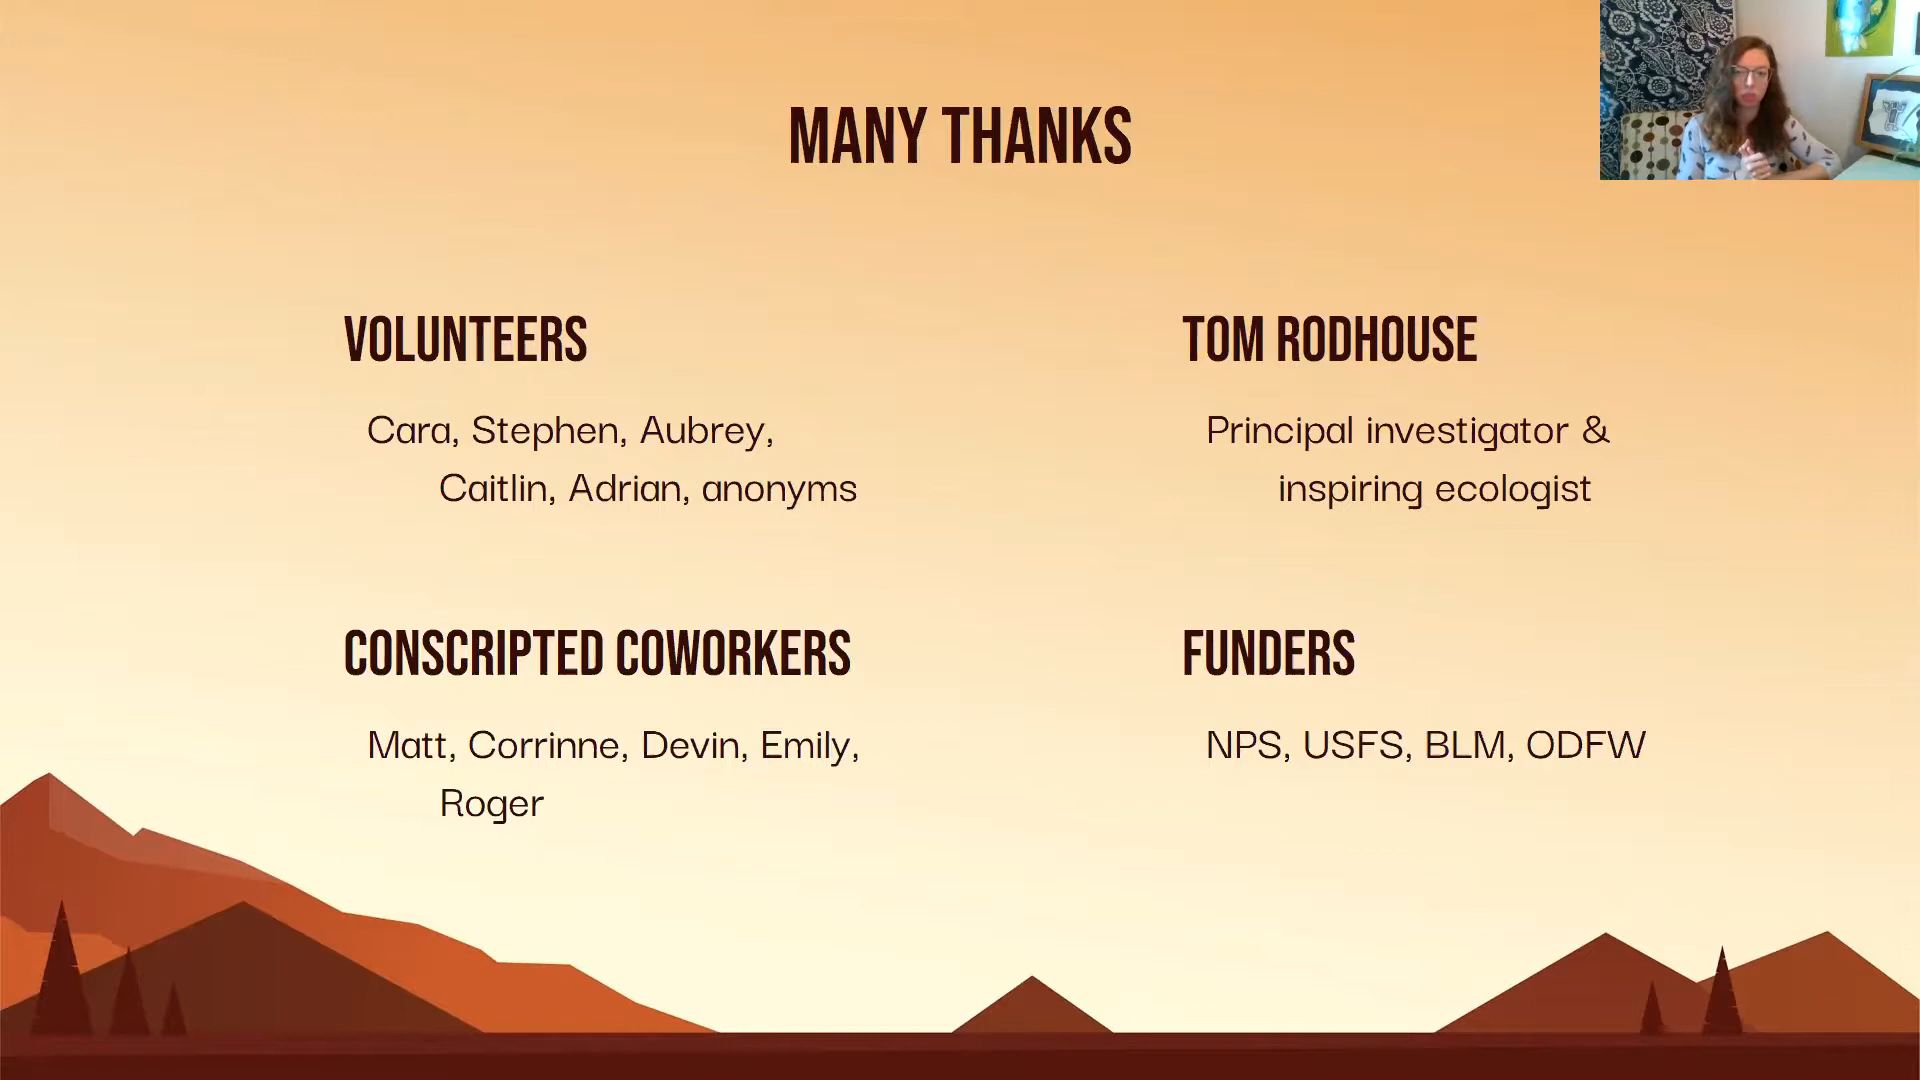 MANY THANKS
VOLUNTEERS
Cara, Stephen, Aubrey,
Caitlin, Adrian, anonyms
TOM RODHOUSE
Principal investigator &
inspiring ecologist
CONSCRIPTED COWORKERS
Matt, Corrinne, Devin, Emily,
Roger
FUNDERS
NPS, USFS, BLM, ODFW